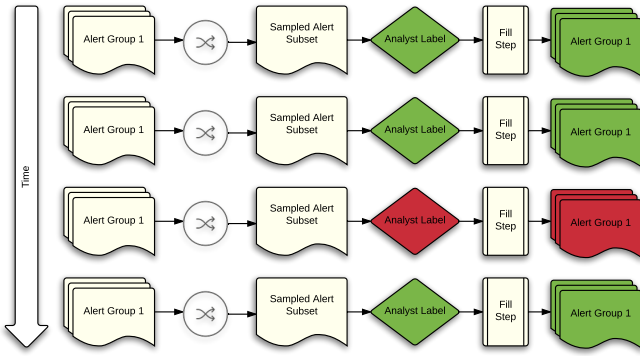 Alert Group 1
Sampled Alert
Subset
Analyst Label
Fill
Step
Alert Group 1
Alert Group 1
Sampled Alert
Subset
Analyst Label
Fill
Step
Alert Group 1
Time
Alert Group 1
Sampled Alert
Subset
Analyst Label
Fill
Step
Alert Group 1
Alert Group 1
Sampled Alert
Subset
Analyst Label
Fill
Step
Alert Group 1